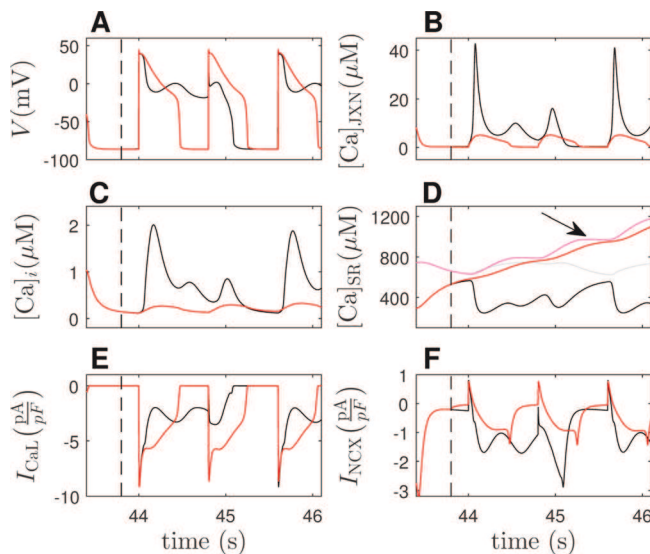 A
B
V (mV)
50
0
-50
-100
[Ca]JXN (μM)
40
20
0
C
D
[Ca]i (μM)
2
1
0
[Ca]SR (μM)
1200
800
400
E
F
ICaL (pA/pF)
0
-5
-10
INCX (pA/pF)
1
0
-1
-2
-3
44 45 46
44 45 46
time (s)
time (s)